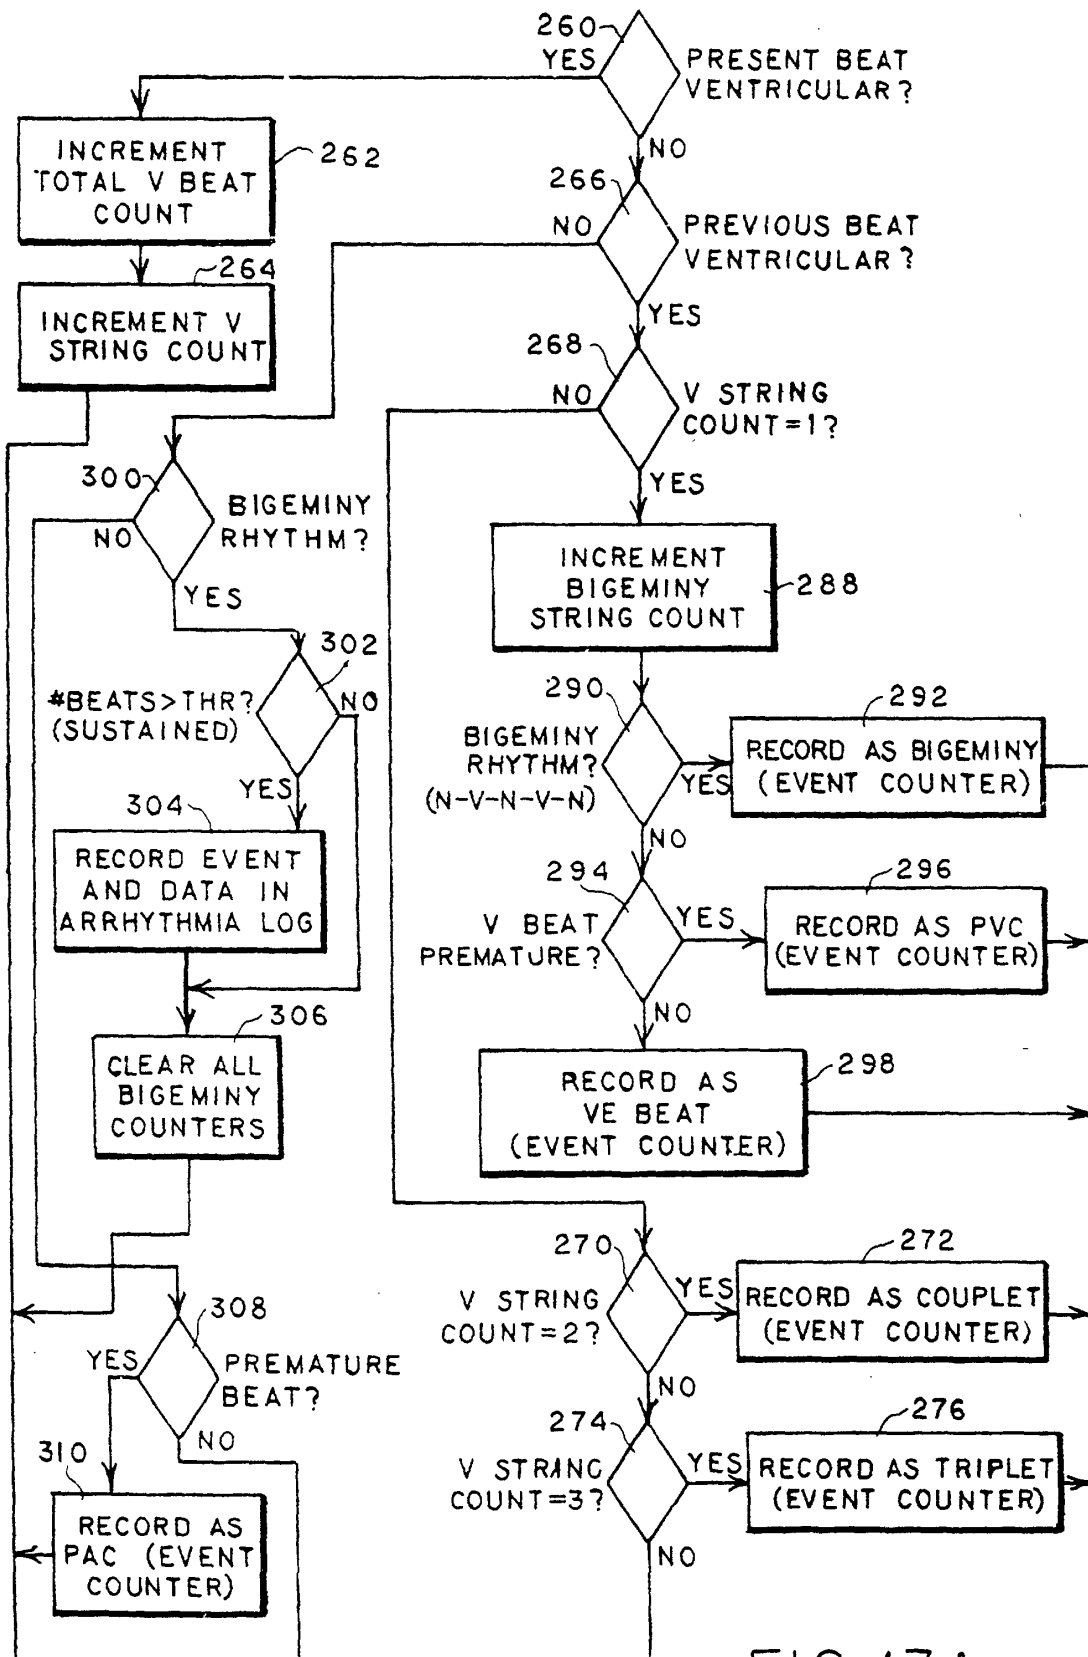 260
YES
PRESENT BEAT
VENTRICULAR?
NO
INCREMENT
TOTAL V BEAT
COUNT
262
266
NO
PREVIOUS BEAT
VENTRICULAR?
YES
264
INCREMENT V
STRING COUNT
268
NO
V STRING
COUNT=1?
YES
300
NO
BIGEMINY
RHYTHM?
YES
INCREMENT
BIGEMINY
STRING COUNT
288
302
#BEATS>THR?
(SUSTAINED)
NO
YES
290
BIGEMINY
RHYTHM?
(N-V-N-V-N)
YES
NO
292
RECORD AS BIGEMINY
(EVENT COUNTER)
304
RECORD EVENT
AND DATA IN
ARRHYTHMIA LOG
294
V BEAT
PREMATURE?
YES
NO
296
RECORD AS PVC
(EVENT COUNTER)
306
CLEAR ALL
BIGEMINY
COUNTERS
298
RECORD AS
VE BEAT
(EVENT COUNTER)
270
V STRING
COUNT=2?
YES
NO
272
RECORD AS COUPLET
(EVENT COUNTER)
308
YES
PREMATURE
BEAT?
NO
274
V STRING
COUNT=3?
YES
NO
276
RECORD AS TRIPLET
(EVENT COUNTER)
310
RECORD AS
PAC (EVENT
COUNTER)